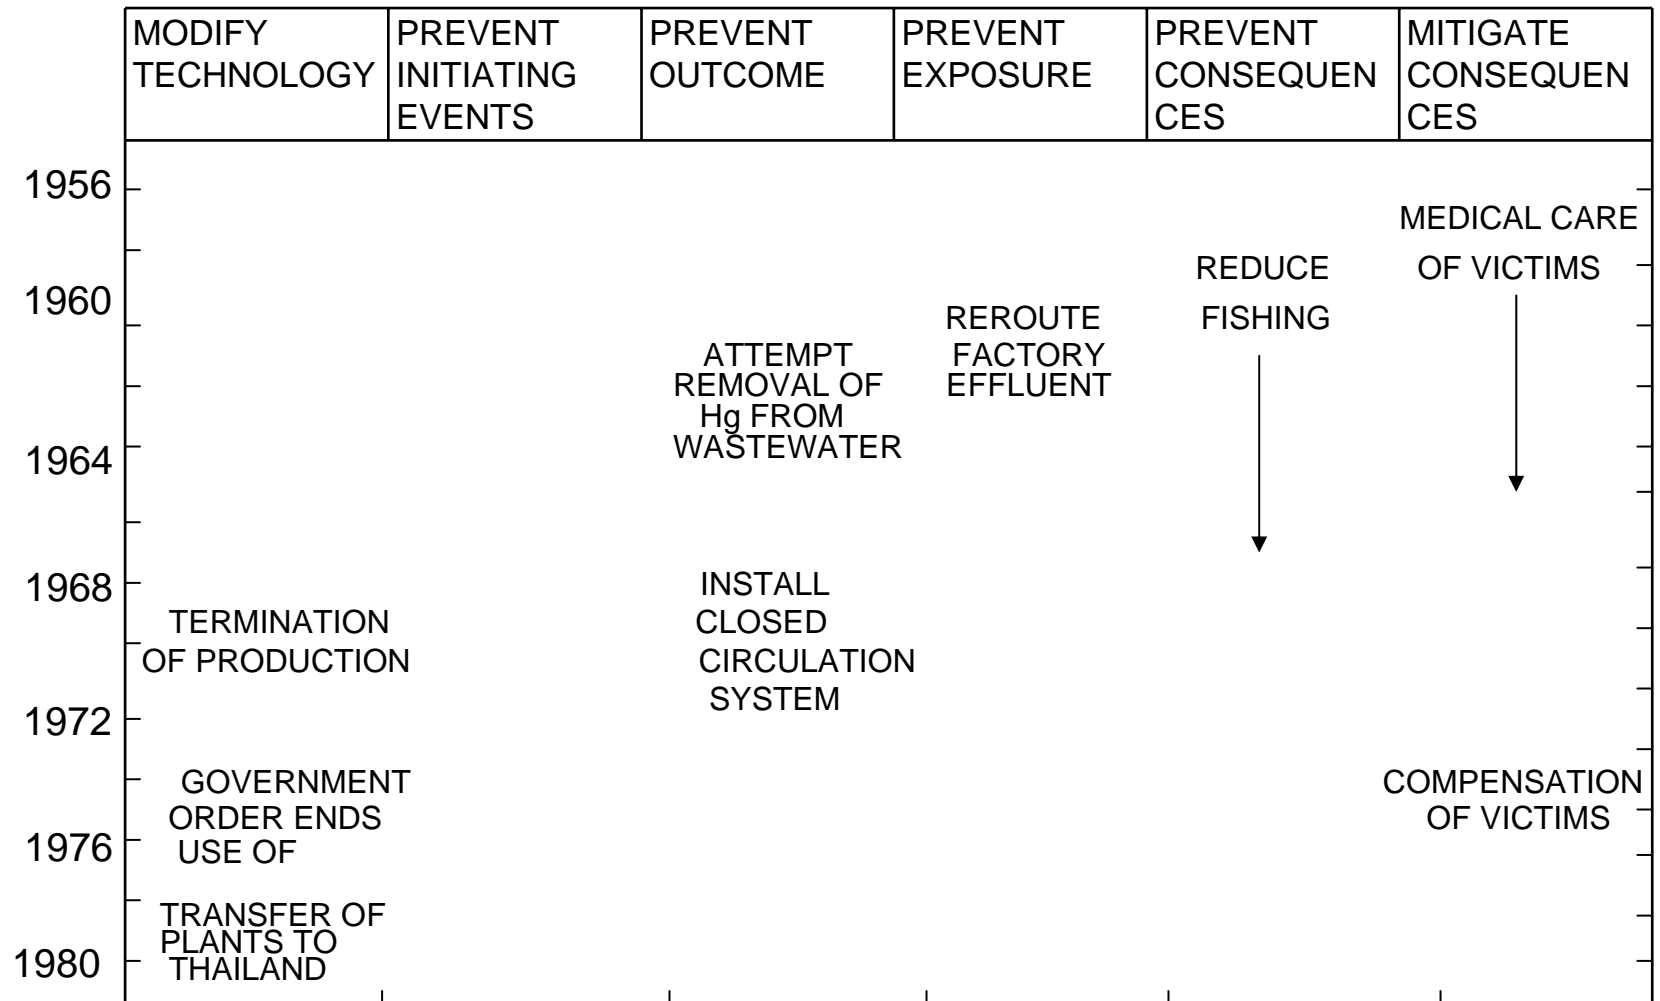 MODIFY
TECHNOLOGY
PREVENT
INITIATING
EVENTS
PREVENT
OUTCOME
PREVENT
EXPOSURE
PREVENT
CONSEQUEN
CES
MITIGATE
CONSEQUEN
CES
1956
MEDICAL CARE
OF VICTIMS
REDUCE
FISHING
1960
REROUTE
FACTORY
EFFLUENT
ATTEMPT
REMOVAL OF
Hg FROM
WASTEWATER
1964
1968
INSTALL
CLOSED
CIRCULATION
SYSTEM
TERMINATION
OF PRODUCTION
1972
GOVERNMENT
ORDER ENDS
USE OF
COMPENSATION
OF VICTIMS
1976
TRANSFER OF
PLANTS TO
THAILAND
1980